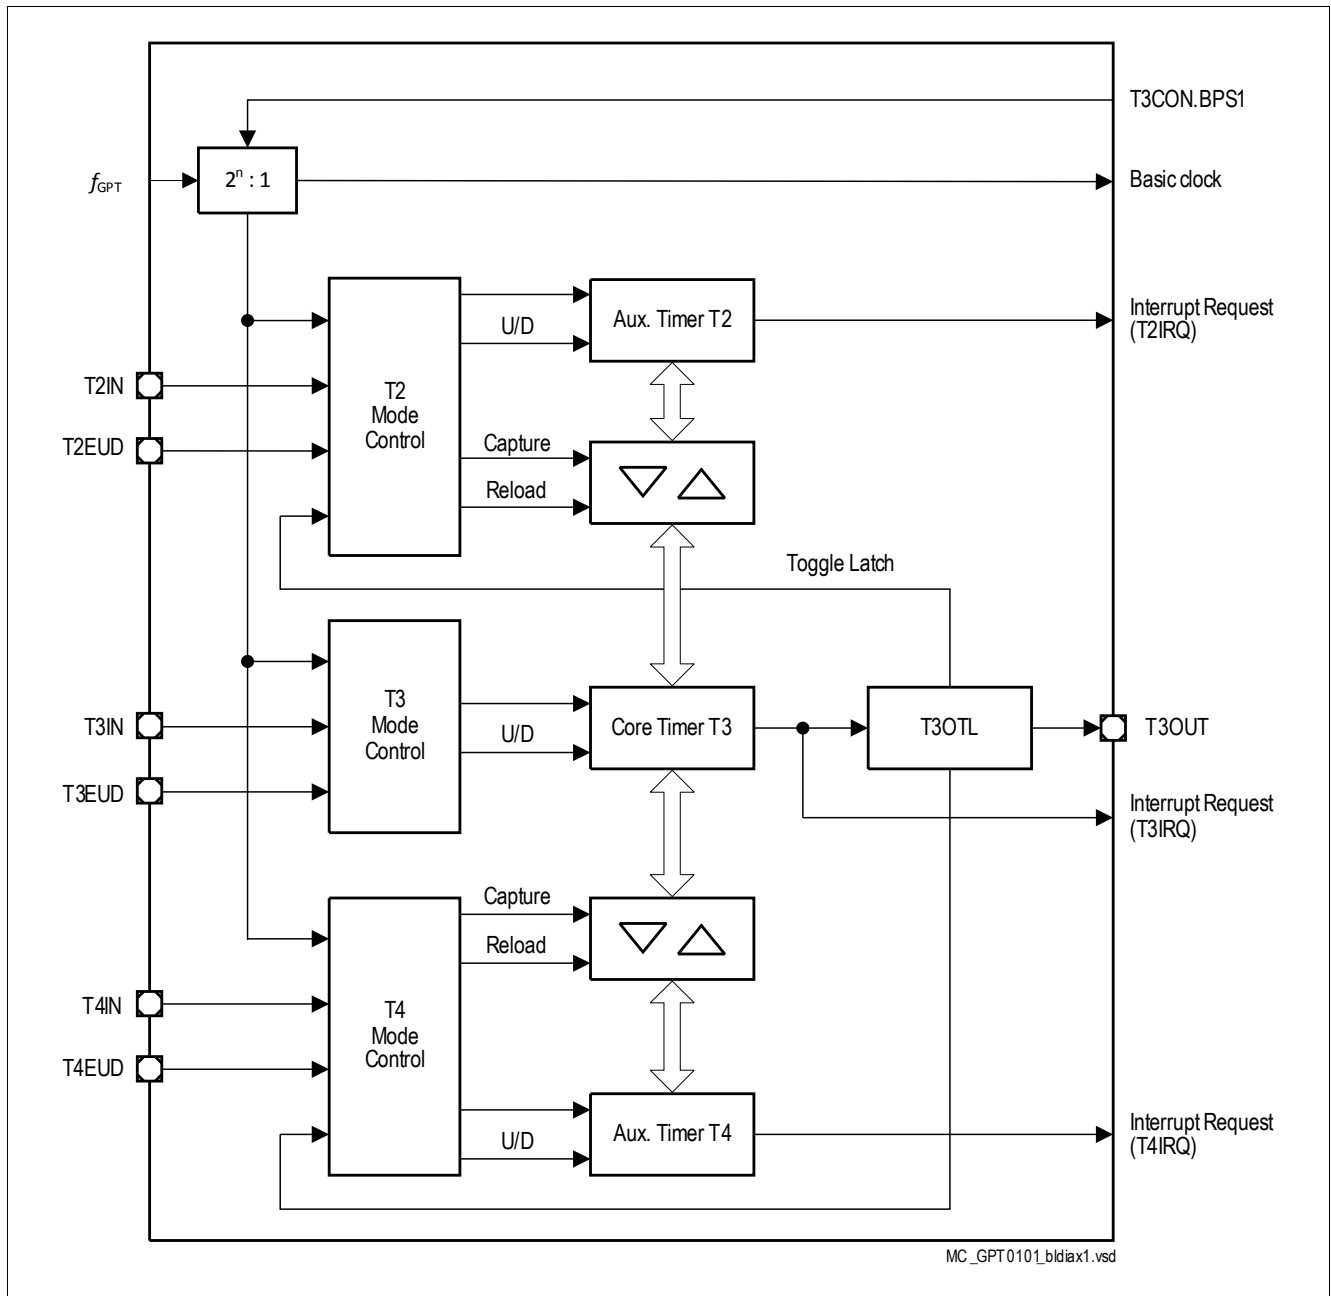 T3CON.BPS1
fGPT
2ⁿ : 1
Basic clock
Aux. Timer T2
Interrupt Request
(T2IRQ)
U/D
T2IN
T2
Mode
Control
T2EUD
Capture
Reload
Toggle Latch
T3
Mode
Control
T3IN
U/D
Core Timer T3
T3OTL
T3OUT
T3EUD
Interrupt Request
(T3IRQ)
Capture
Reload
T4IN
T4
Mode
Control
T4EUD
U/D
Aux. Timer T4
Interrupt Request
(T4IRQ)
MC_GPT0101_bldiax1.vsd